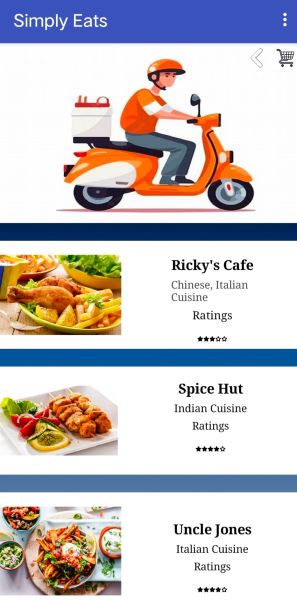 Simply Eats
Ricky's Cafe
Chinese, Italian
Cuisine
Ratings
Spice Hut
Indian Cuisine
Ratings
Uncle Jones
Italian Cuisine
Ratings